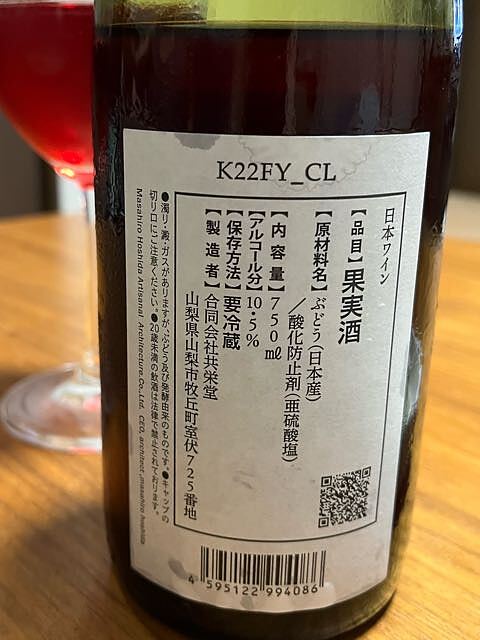 K22FY_CL
日本ワイン
【品目】果実酒
【原材料名】ぶどう（日本産）
／酸化防止剤（亜硫酸塩）
【内容量】750㎖
【アルコール分】10.5%
【保存方法】要冷蔵
【製造者】合同会社共栄堂
山梨県山梨市牧丘町室伏725番地
●濁り・澱・ガスがありますが、ぶどう及び発酵由来のものです。●キャップの
切り口にご注意ください。●20歳未満の飲酒は法律で禁止されております。
Masahiro Hoshida Artisanal Architecture Co.,Ltd. CEO, architect ,masahiro hoshida
4 595122 994086